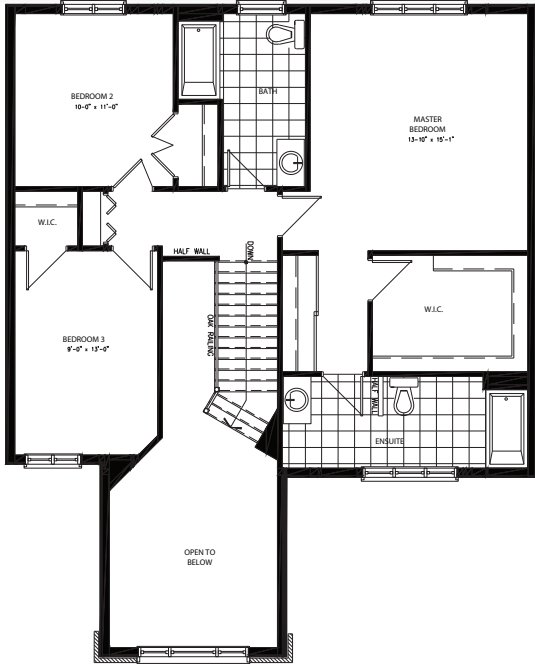 BEDROOM 2
10'-0" x 11'-0"
BATH
MASTER
BEDROOM
13'-10" x 15'-1"
W.I.C.
HALF WALL
DOWN
OAK RAILING
BEDROOM 3
9'-0" x 13'-0"
W.I.C.
HALF WALL
ENSUITE
OPEN TO
BELOW